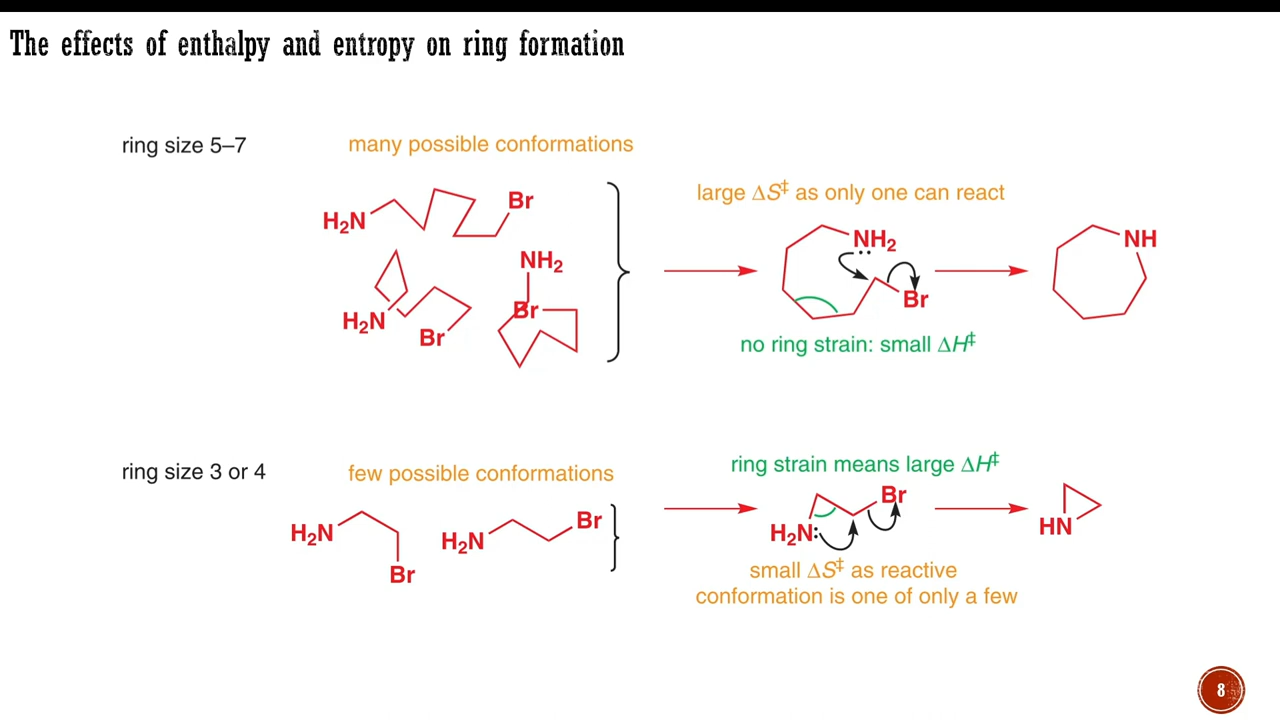 The effects of enthalpy and entropy on ring formation
ring size 5–7
many possible conformations
H₂N
Br
H₂N
Br
NH₂
Br
large ΔS‡ as only one can react
NH₂
Br
no ring strain: small ΔH‡
NH
ring size 3 or 4
few possible conformations
H₂N
Br
H₂N
Br
ring strain means large ΔH‡
Br
H₂N:
small ΔS‡ as reactive
conformation is one of only a few
HN
8